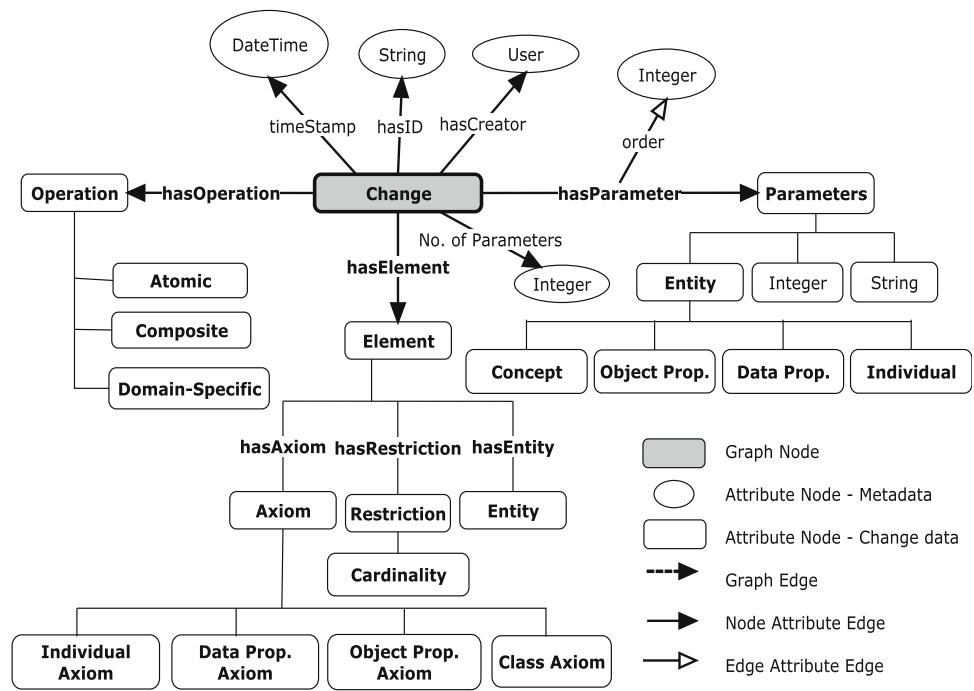 DateTime
String
User
Integer
timeStamp
hasID
hasCreator
order
Operation
hasOperation
Change
hasParameter
Parameters
No. of Parameters
hasElement
Integer
Entity
Integer
String
Atomic
Composite
Domain-Specific
Element
Concept
Object Prop.
Data Prop.
Individual
hasAxiom
hasRestriction
hasEntity
Axiom
Restriction
Entity
Cardinality
Individual
Axiom
Data Prop.
Axiom
Object Prop.
Axiom
Class Axiom
Graph Node
Attribute Node - Metadata
Attribute Node - Change data
Graph Edge
Node Attribute Edge
Edge Attribute Edge